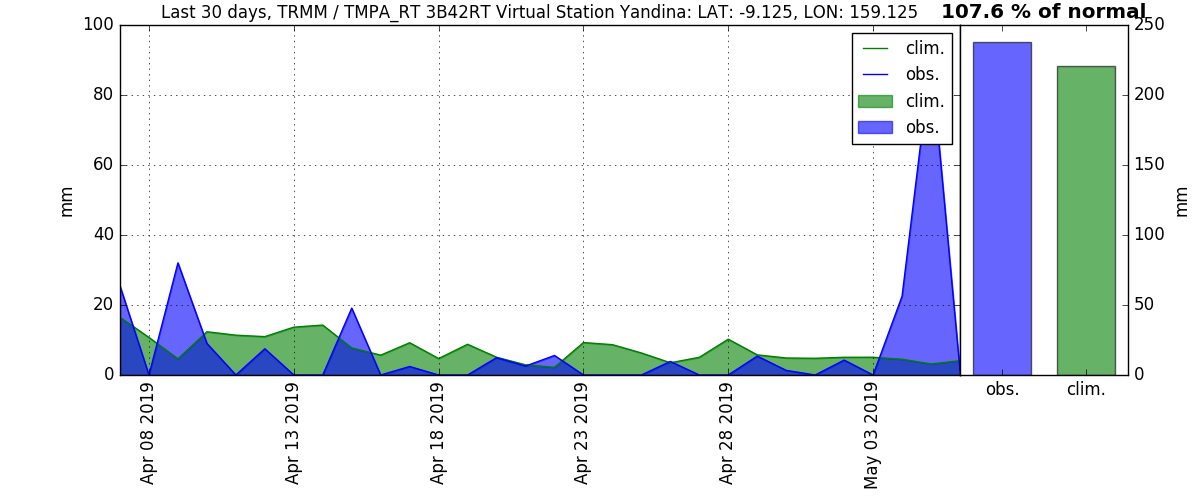 Last 30 days, TRMM / TMPA_RT 3B42RT Virtual Station Yandina: LAT: -9.125, LON: 159.125
107.6 % of normal
100
80
60
40
20
0
mm
clim.
obs.
clim.
obs.
250
200
150
100
50
0
mm
Apr 08 2019
Apr 13 2019
Apr 18 2019
Apr 23 2019
Apr 28 2019
May 03 2019
obs.
clim.